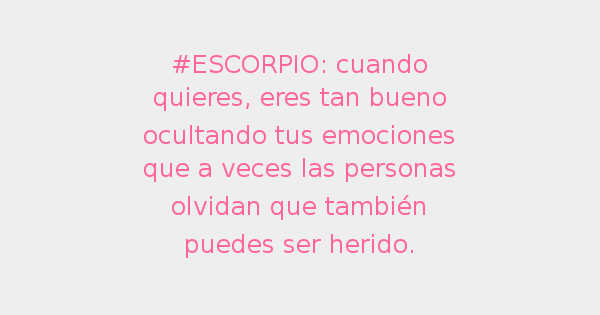 #ESCORPIO: cuando
quieres, eres tan bueno
ocultando tus emociones
que a veces las personas
olvidan que también
puedes ser herido.